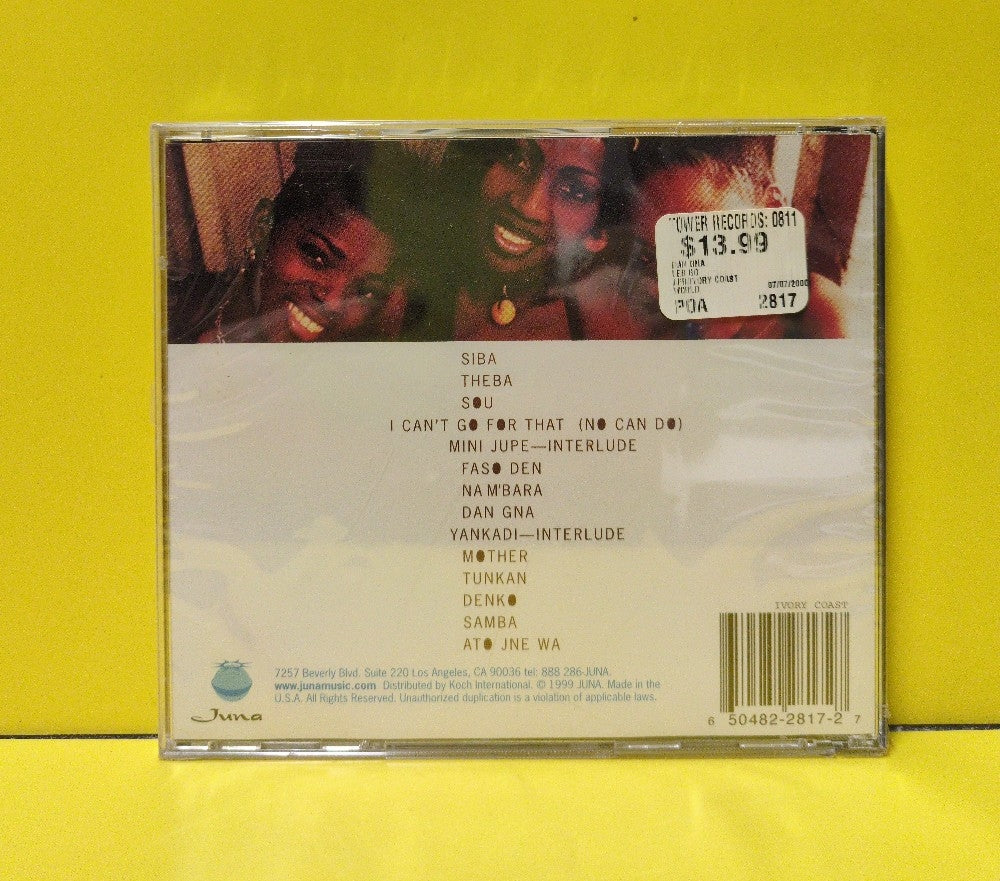 TOWER RECORDS: 0811
$13.99
COAST
WORLD 07/07/2000
POA 2817
SIBA
THEBA
SOU
I CAN'T GO FOR THAT (NO CAN DO)
MINI JUPE—INTERLUDE
FASO DEN
NA M'BARA
DAN GNA
YANKADI—INTERLUDE
MOTHER
TUNKAN
DENKO
SAMBA
ATO JNE WA
IVORY COAST
7257 Beverly Blvd. Suite 220 Los Angeles, CA 90036 tel: 888 286-JUNA.
www.junamusic.com Distributed by Koch International. © 1999 JUNA. Made in the
U.S.A. All Rights Reserved. Unauthorized duplication is a violation of applicable laws.
Juna
6 50482-2817-2 7